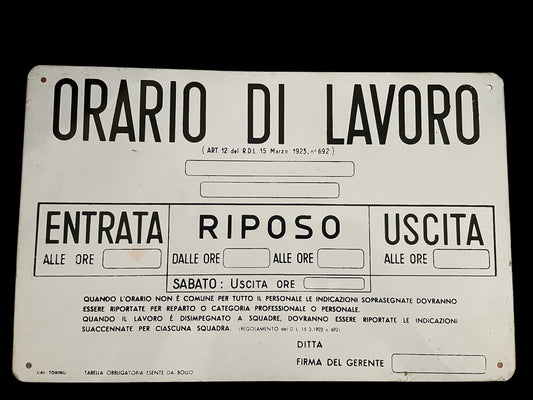 ORARIO DI LAVORO
(ART. 12 del R.D.L. 15 Marzo 1923, n° 692)
ENTRATA RIPOSO USCITA
ALLE ORE DALLE ORE ALLE ORE ALLE ORE
SABATO: USCITA ORE
QUANDO L'ORARIO NON È COMUNE PER TUTTO IL PERSONALE LE INDICAZIONI SOPRASEGNATE DOVRANNO
ESSERE RIPORTATE PER REPARTO O CATEGORIA PROFESSIONALE O PERSONALE.
QUANDO IL LAVORO È DISIMPEGNATO A SQUADRE, DOVRANNO ESSERE RIPORTATE LE INDICAZIONI
SUACCENNATE PER CIASCUNA SQUADRA. (REGOLAMENTO del D L. 15.3.1923 n. 692)
DITTA
FIRMA DEL GERENTE
TORINO TABELLA OBBLIGATORIA ESENTE DA BOLLO